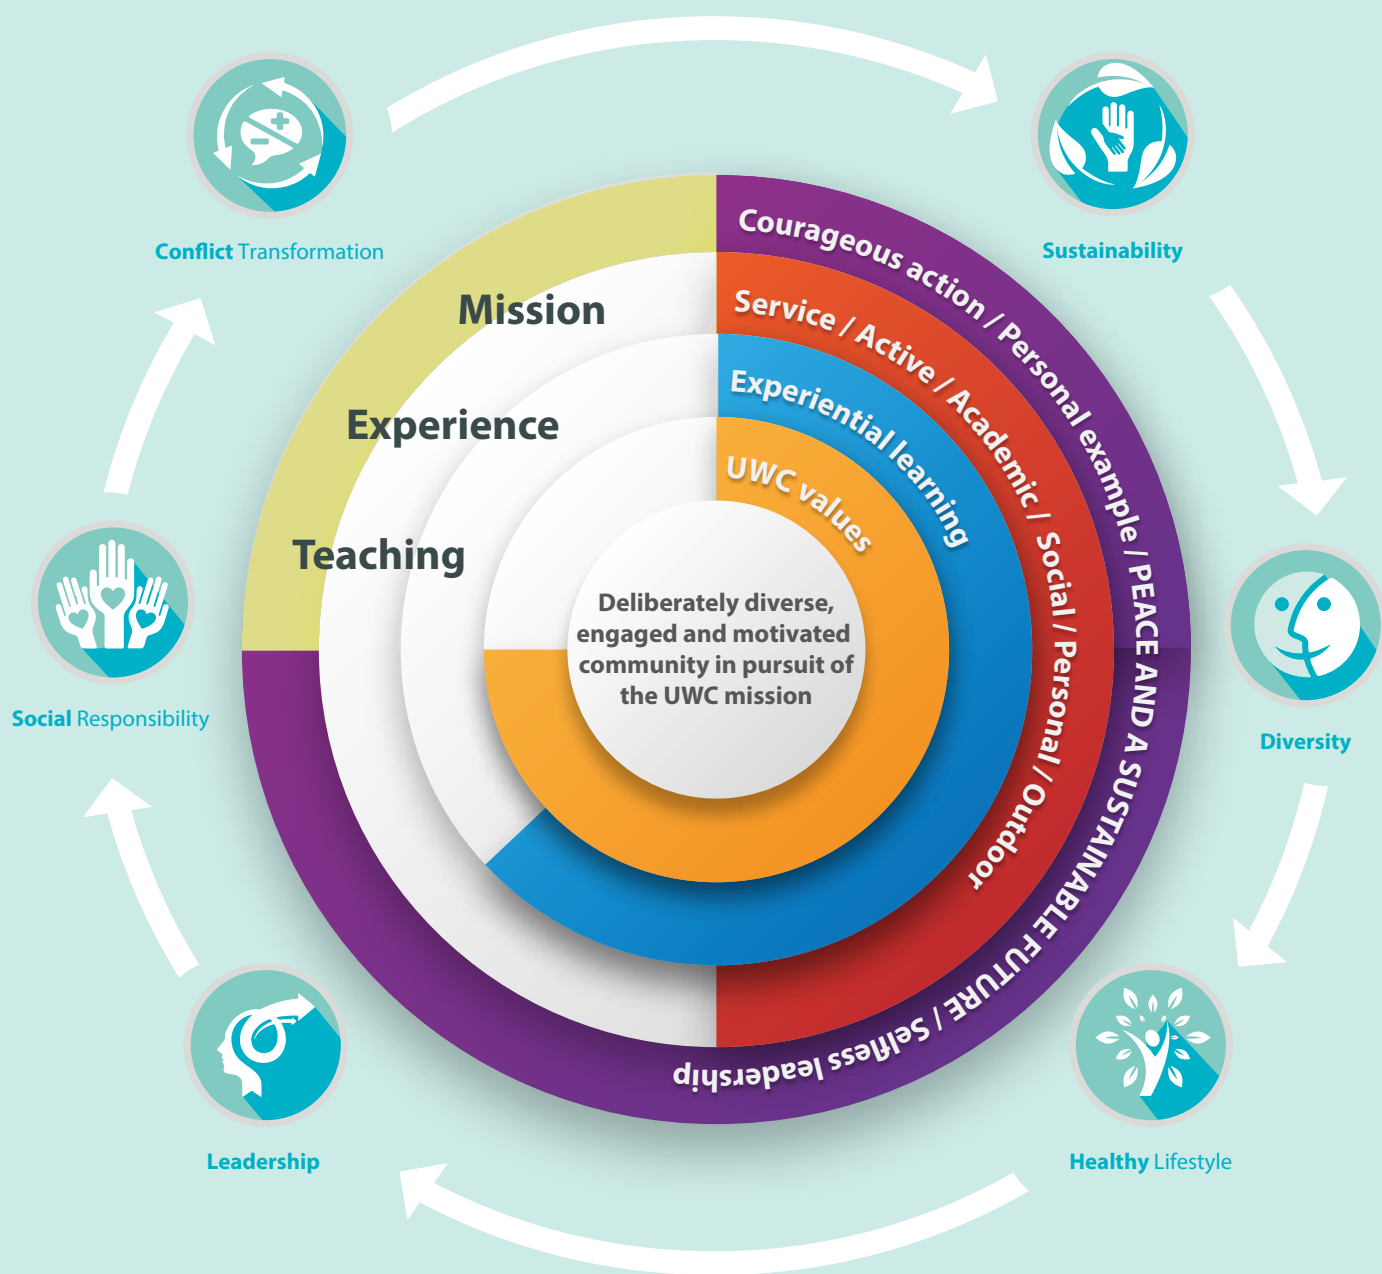 Conflict Transformation
Sustainability
Mission
Experience
Teaching
Courageous action / Personal example / PEACE AND A SUSTAINABLE FUTURE / Selfless leadership
Service / Active / Academic / Social / Personal / Outdoor
Experiential learning
UWC values
Deliberately diverse,
engaged and motivated
community in pursuit of
the UWC mission
Social Responsibility
Diversity
Leadership
Healthy Lifestyle